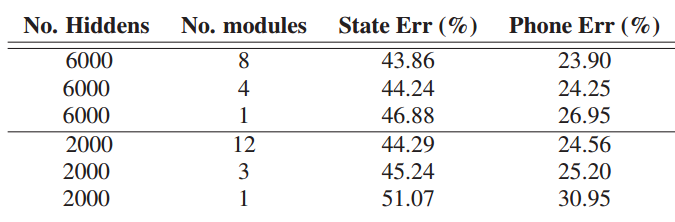 No. Hiddens No. modules State Err (%) Phone Err (%)
6000 8 43.86 23.90
6000 4 44.24 24.25
6000 1 46.88 26.95
2000 12 44.29 24.56
2000 3 45.24 25.20
2000 1 51.07 30.95